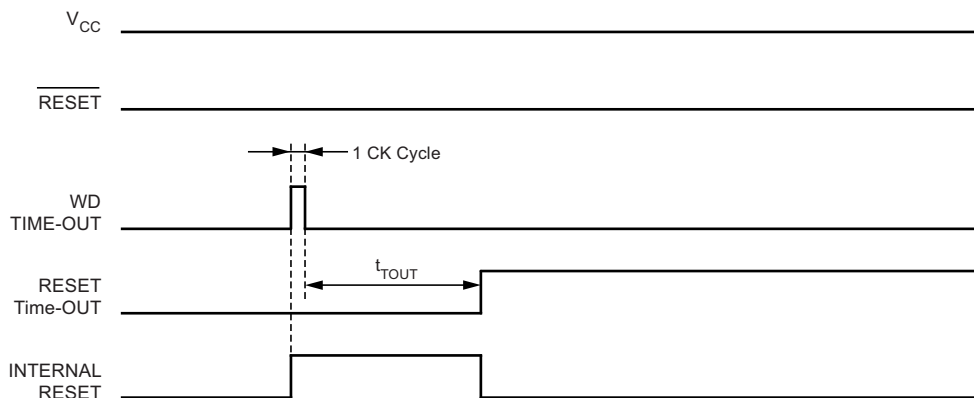 VCC
RESET
1 CK Cycle
WD
TIME-OUT
tTOUT
RESET
Time-OUT
INTERNAL
RESET